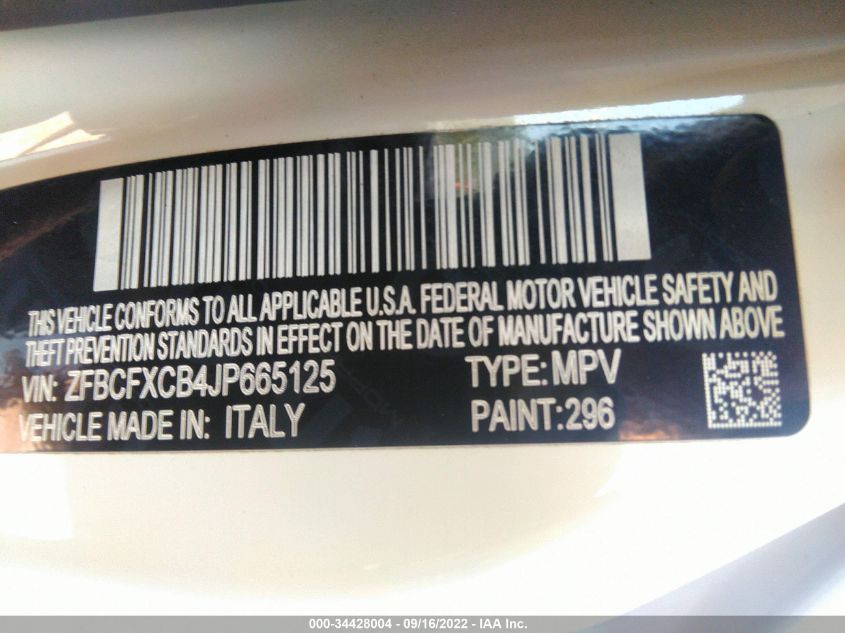 THIS VEHICLE CONFORMS TO ALL APPLICABLE U.S.A. FEDERAL MOTOR VEHICLE SAFETY AND
THEFT PREVENTION STANDARDS IN EFFECT ON THE DATE OF MANUFACTURE SHOWN ABOVE
VIN: ZFBCFXCB4JP665125 TYPE: MPV
VEHICLE MADE IN: ITALY PAINT: 296
000-34428004 - 09/16/2022 - IAA Inc.